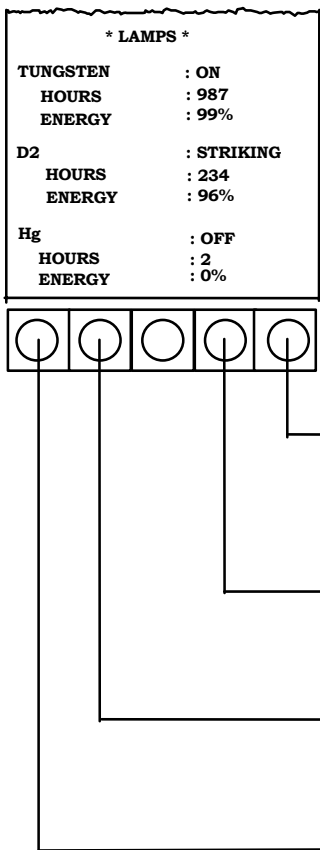 * LAMPS *
TUNGSTEN : ON
HOURS : 987
ENERGY : 99%
D2 : STRIKING
HOURS : 234
ENERGY : 96%
Hg : OFF
HOURS : 2
ENERGY : 0%